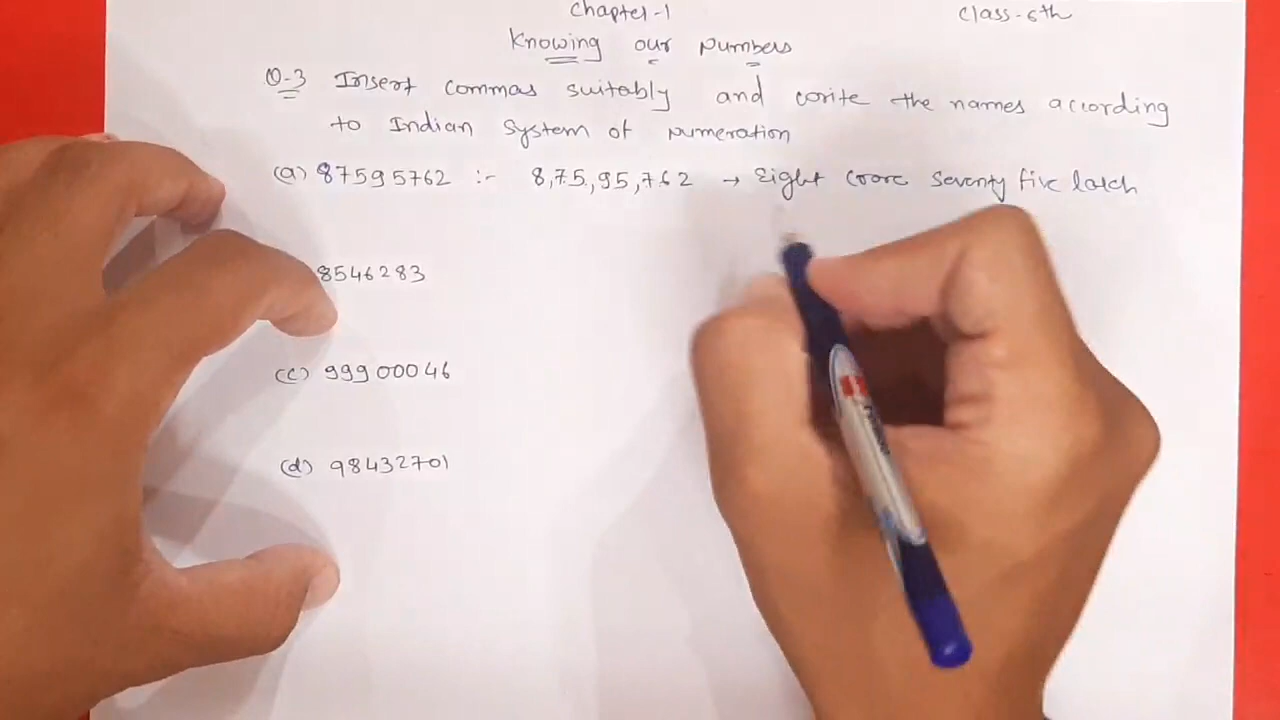 Chapter-1
Class-6th
Knowing our Numbers
Q-3 Insert commas suitably and write the names according
to Indian System of Numeration
(a) 87595762 :- 8,75,95,762 → Eight crore seventy five lakh
8546283
(c) 99900046
(d) 98432701